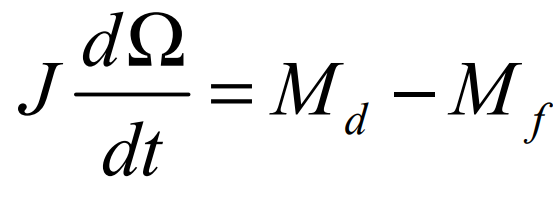 J dΩ/dt = M_d − M_f